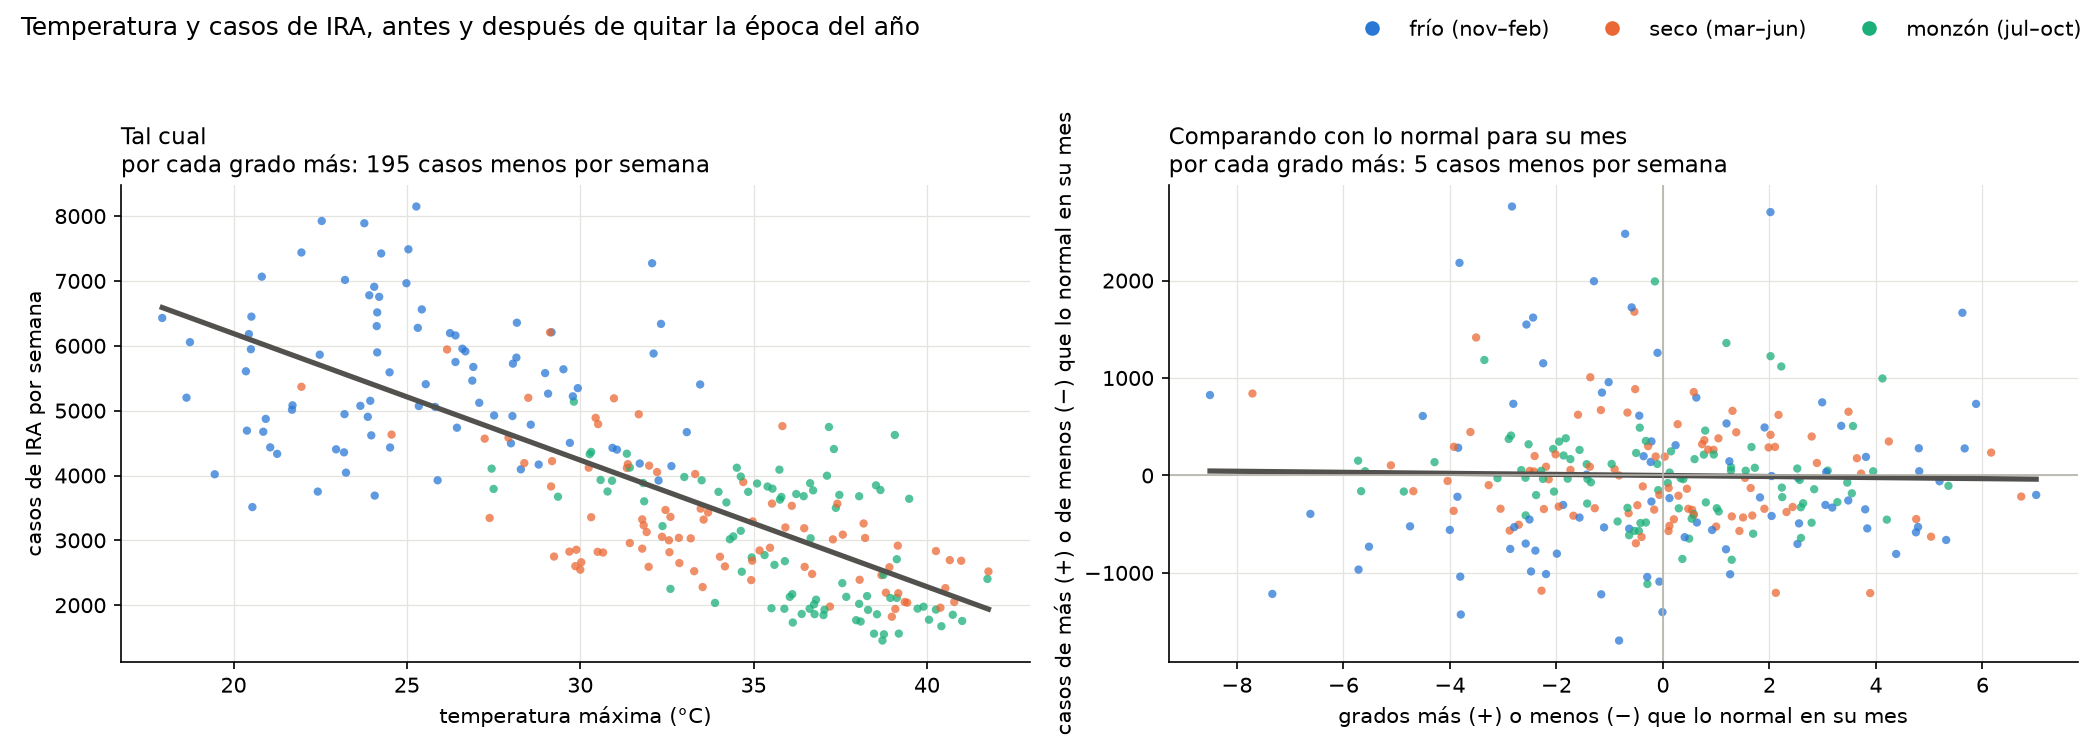 Temperatura y casos de IRA, antes y después de quitar la época del año
frío (nov–feb)
seco (mar–jun)
monzón (jul–oct)
Tal cual
por cada grado más: 195 casos menos por semana
casos de IRA por semana
8000
7000
6000
5000
4000
3000
2000
20
25
30
35
40
temperatura máxima (°C)
Comparando con lo normal para su mes
por cada grado más: 5 casos menos por semana
casos de más (+) o de menos (−) que lo normal en su mes
2000
1000
0
−1000
−8
−6
−4
−2
0
2
4
6
grados más (+) o menos (−) que lo normal en su mes